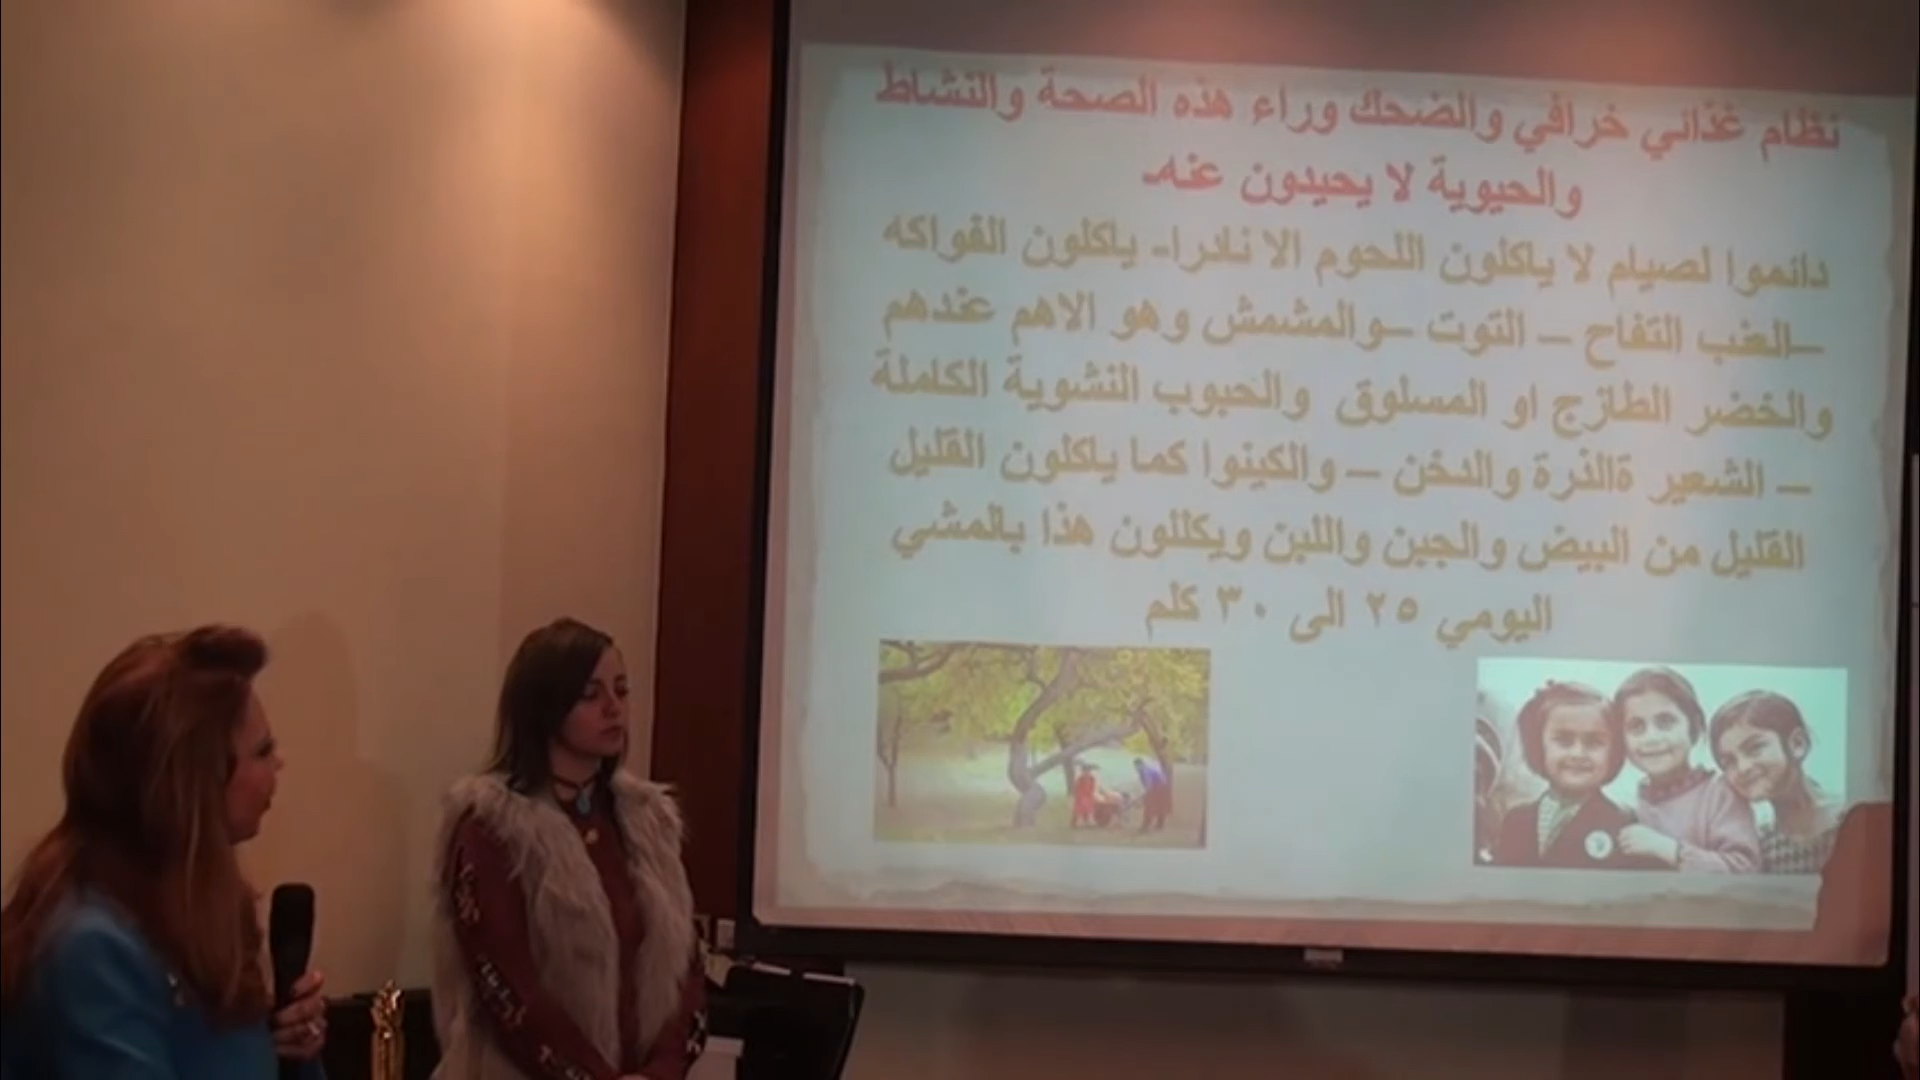 نظام غذائي خرافي والضحك وراء هذه الصحة والنشاط
والحيوية لا يحيدون عنه-
دائموا لصيام لا ياكلون اللحوم الا نادرا- ياكلون الفواكه
–العنب التفاح – التوت –والمشمش وهو الاهم عندهم
والخضر الطازج او المسلوق والحبوب النشوية الكاملة
– الشعير ةالذرة والدخن – والكينوا كما ياكلون القليل
القليل من البيض والجبن واللبن ويكللون هذا بالمشي
اليومي ٢٥ الى ٣٠ كلم